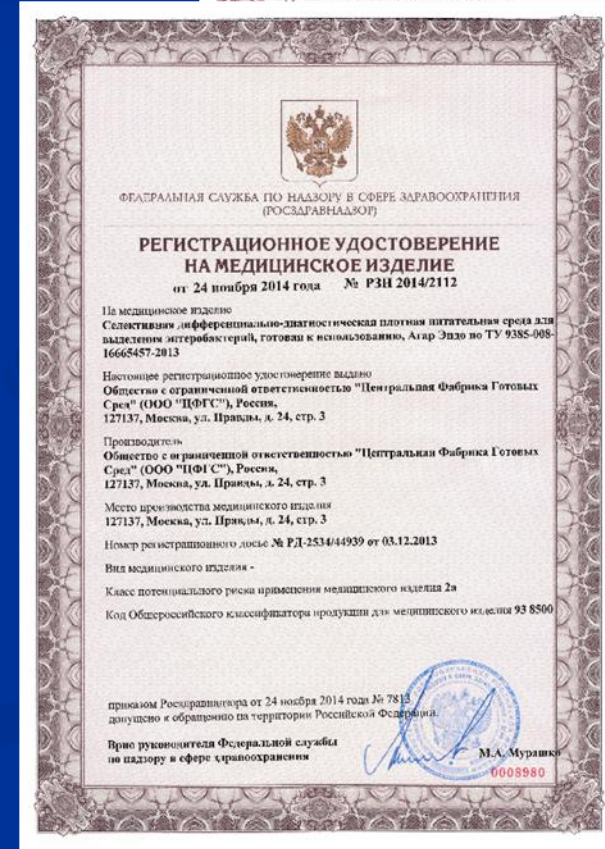 ФЕДЕРАЛЬНАЯ СЛУЖБА ПО НАДЗОРУ В СФЕРЕ ЗДРАВООХРАНЕНИЯ
(РОСЗДРАВНАДЗОР)
РЕГИСТРАЦИОННОЕ УДОСТОВЕРЕНИЕ
НА МЕДИЦИНСКОЕ ИЗДЕЛИЕ
от 24 ноября 2014 года № РЗН 2014/2112
На медицинское изделие
Селективная дифференциально-диагностическая плотная питательная среда для
выделения энтеробактерий, готовая к использованию, Агар Эндо по ТУ 9385-008-
16665457-2013
Настоящее регистрационное удостоверение выдано
Общество с ограниченной ответственностью "Центральная Фабрика Готовых
Сред" (ООО "ЦФГС"), Россия,
127137, Москва, ул. Правды, д. 24, стр. 3
Производитель
Общество с ограниченной ответственностью "Центральная Фабрика Готовых
Сред" (ООО "ЦФГС"), Россия,
127137, Москва, ул. Правды, д. 24, стр. 3
Место производства медицинского изделия
127137, Москва, ул. Правды, д. 24, стр. 3
Номер регистрационного досье № РД-2534/44939 от 03.12.2013
Вид медицинского изделия -
Класс потенциального риска применения медицинского изделия 2а
Код Общероссийского классификатора продукции для медицинского изделия 93 8500
приказом Росздравнадзора от 24 ноября 2014 года № 7813
допущено к обращению на территории Российской Федерации.
Врио руководителя Федеральной службы
по надзору в сфере здравоохранения
М.А. Мурашко
0008980